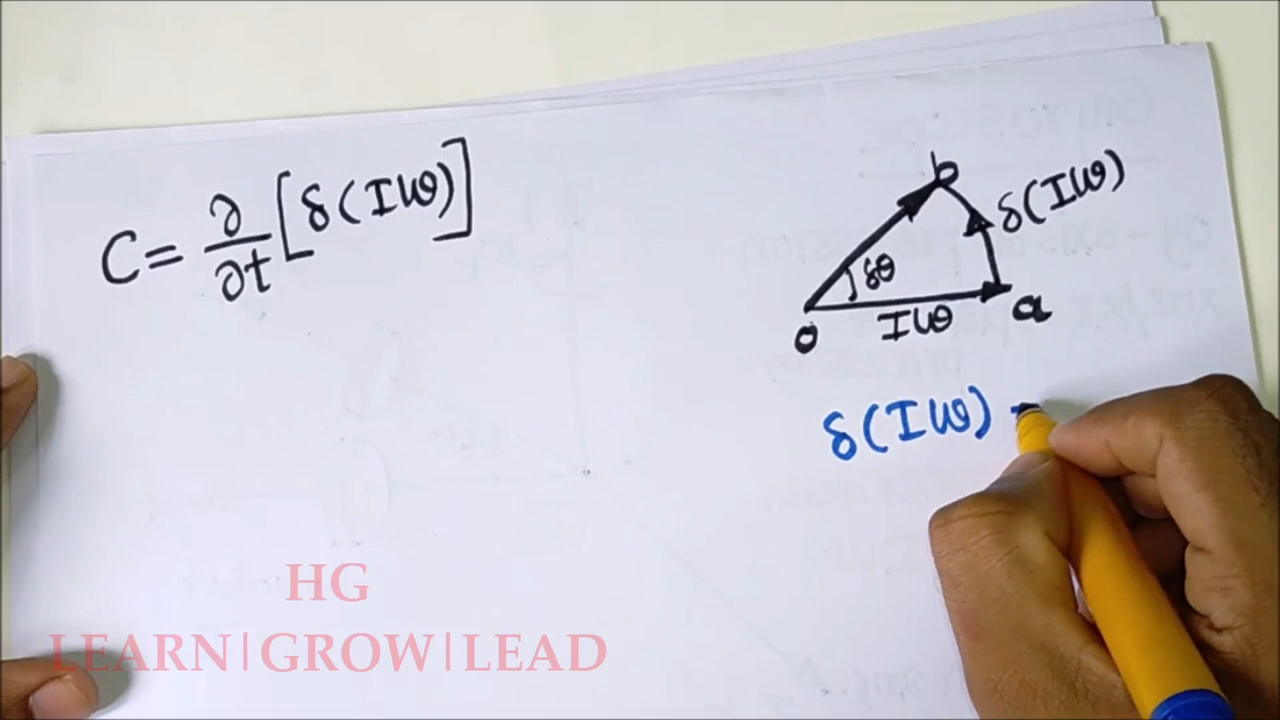 C = ∂/∂t [δ(Iω)]
b
δ(Iω)
δθ
o
Iω
a
δ(Iω) -
HG
LEARN|GROW|LEAD